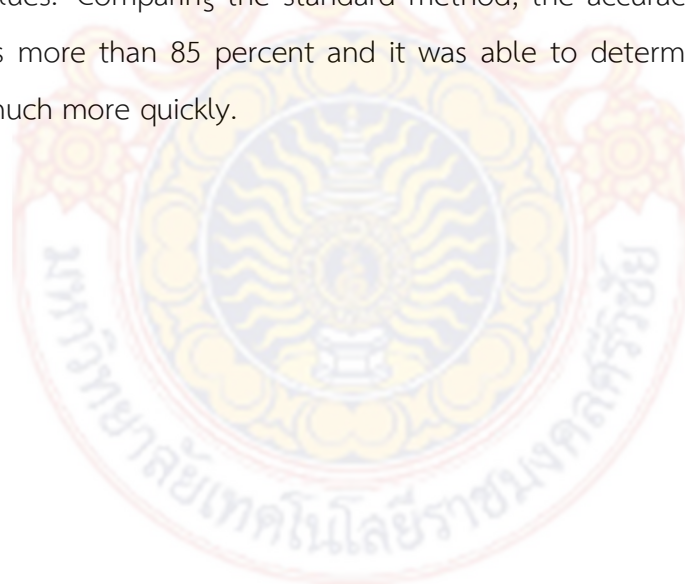 Comparing the standard method, the accurac
more than 85 percent and it was able to determ
much more quickly.
มหาวิทยาลัยเทคโนโลยีราชมงคลศรีวิชัย